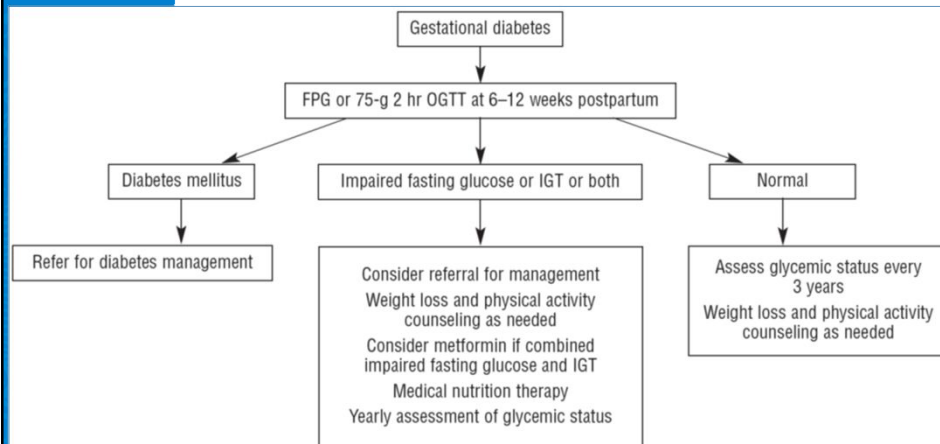 Gestational diabetes
FPG or 75-g 2 hr OGTT at 6–12 weeks postpartum
Diabetes mellitus
Impaired fasting glucose or IGT or both
Normal
Refer for diabetes management
Consider referral for management
Weight loss and physical activity
counseling as needed
Consider metformin if combined
impaired fasting glucose and IGT
Medical nutrition therapy
Yearly assessment of glycemic status
Assess glycemic status every
3 years
Weight loss and physical activity
counseling as needed